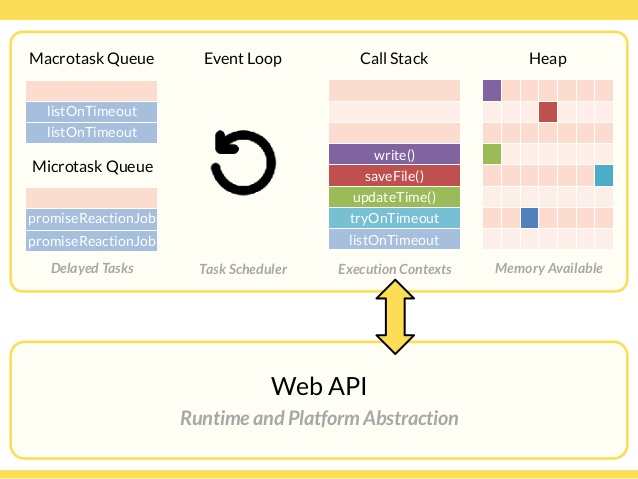 Macrotask Queue
listOnTimeout
listOnTimeout
Microtask Queue
promiseReactionJob
promiseReactionJob
Delayed Tasks
Event Loop
Task Scheduler
Call Stack
write()
saveFile()
updateTime()
tryOnTimeout
listOnTimeout
Execution Contexts
Heap
Memory Available
Web API
Runtime and Platform Abstraction